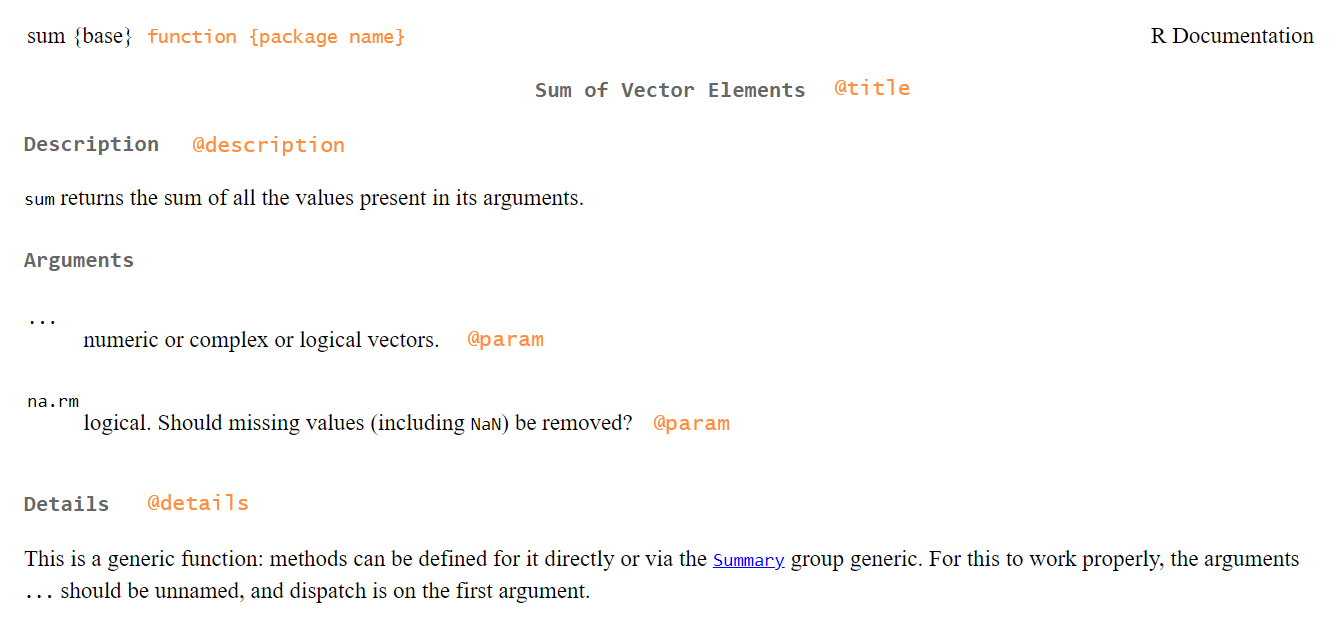 sum {base} function {package name} R Documentation
Sum of Vector Elements @title
Description @description
sum returns the sum of all the values present in its arguments.
Arguments
...
numeric or complex or logical vectors. @param
na.rm
logical. Should missing values (including NaN) be removed? @param
Details @details
This is a generic function: methods can be defined for it directly or via the Summary group generic. For this to work properly, the arguments
... should be unnamed, and dispatch is on the first argument.